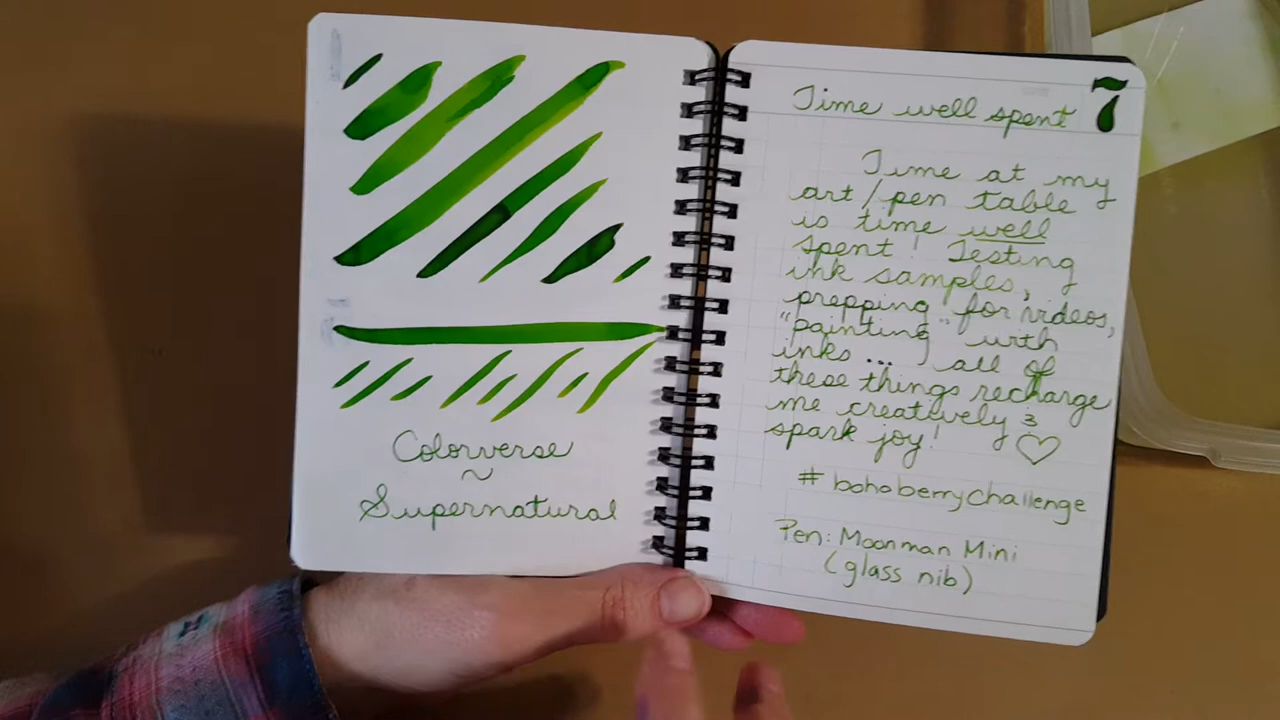 Colorverse
~
Supernatural
7
Time well spent
Time at my
art/pen table
is time well
spent! Testing
ink samples,
prepping for videos,
"painting" with
inks ... all of
these things recharge
me creatively &
spark joy! ♡
#bohoberrychallenge
Pen: Moonman Mini
(glass nib)